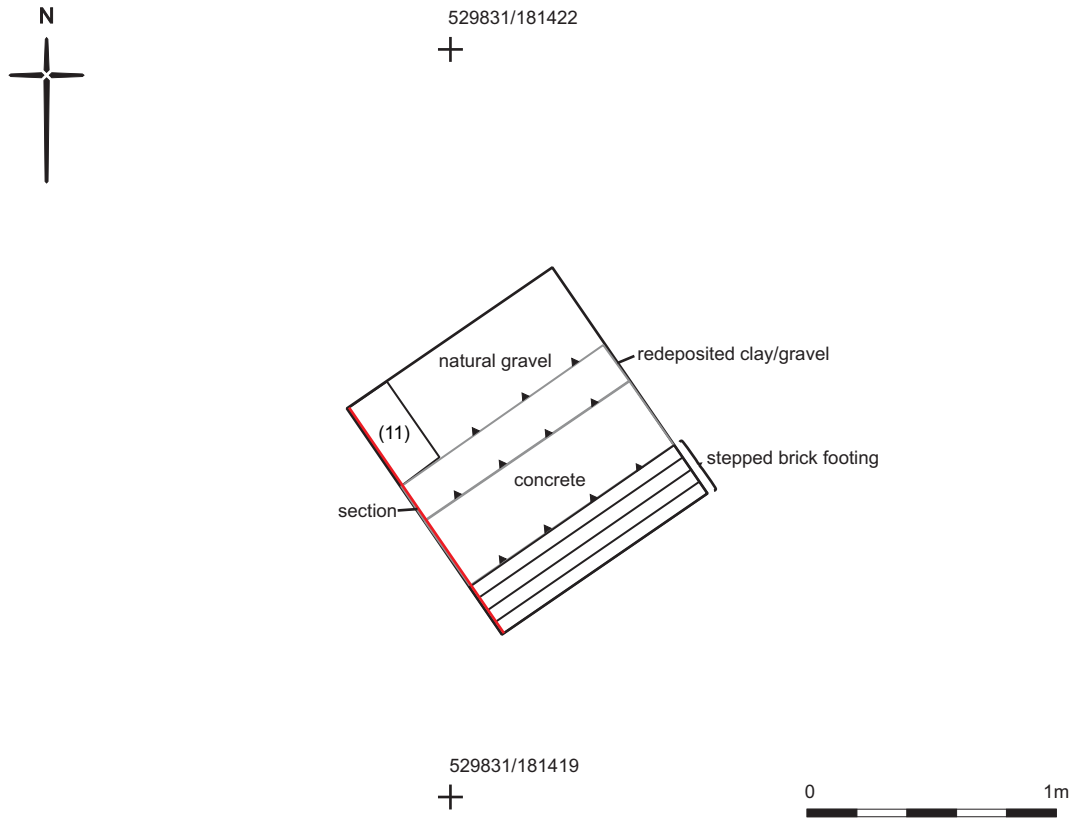 N
529831/181422
natural gravel
redeposited clay/gravel
(11)
stepped brick footing
concrete
section
529831/181419
0
1m